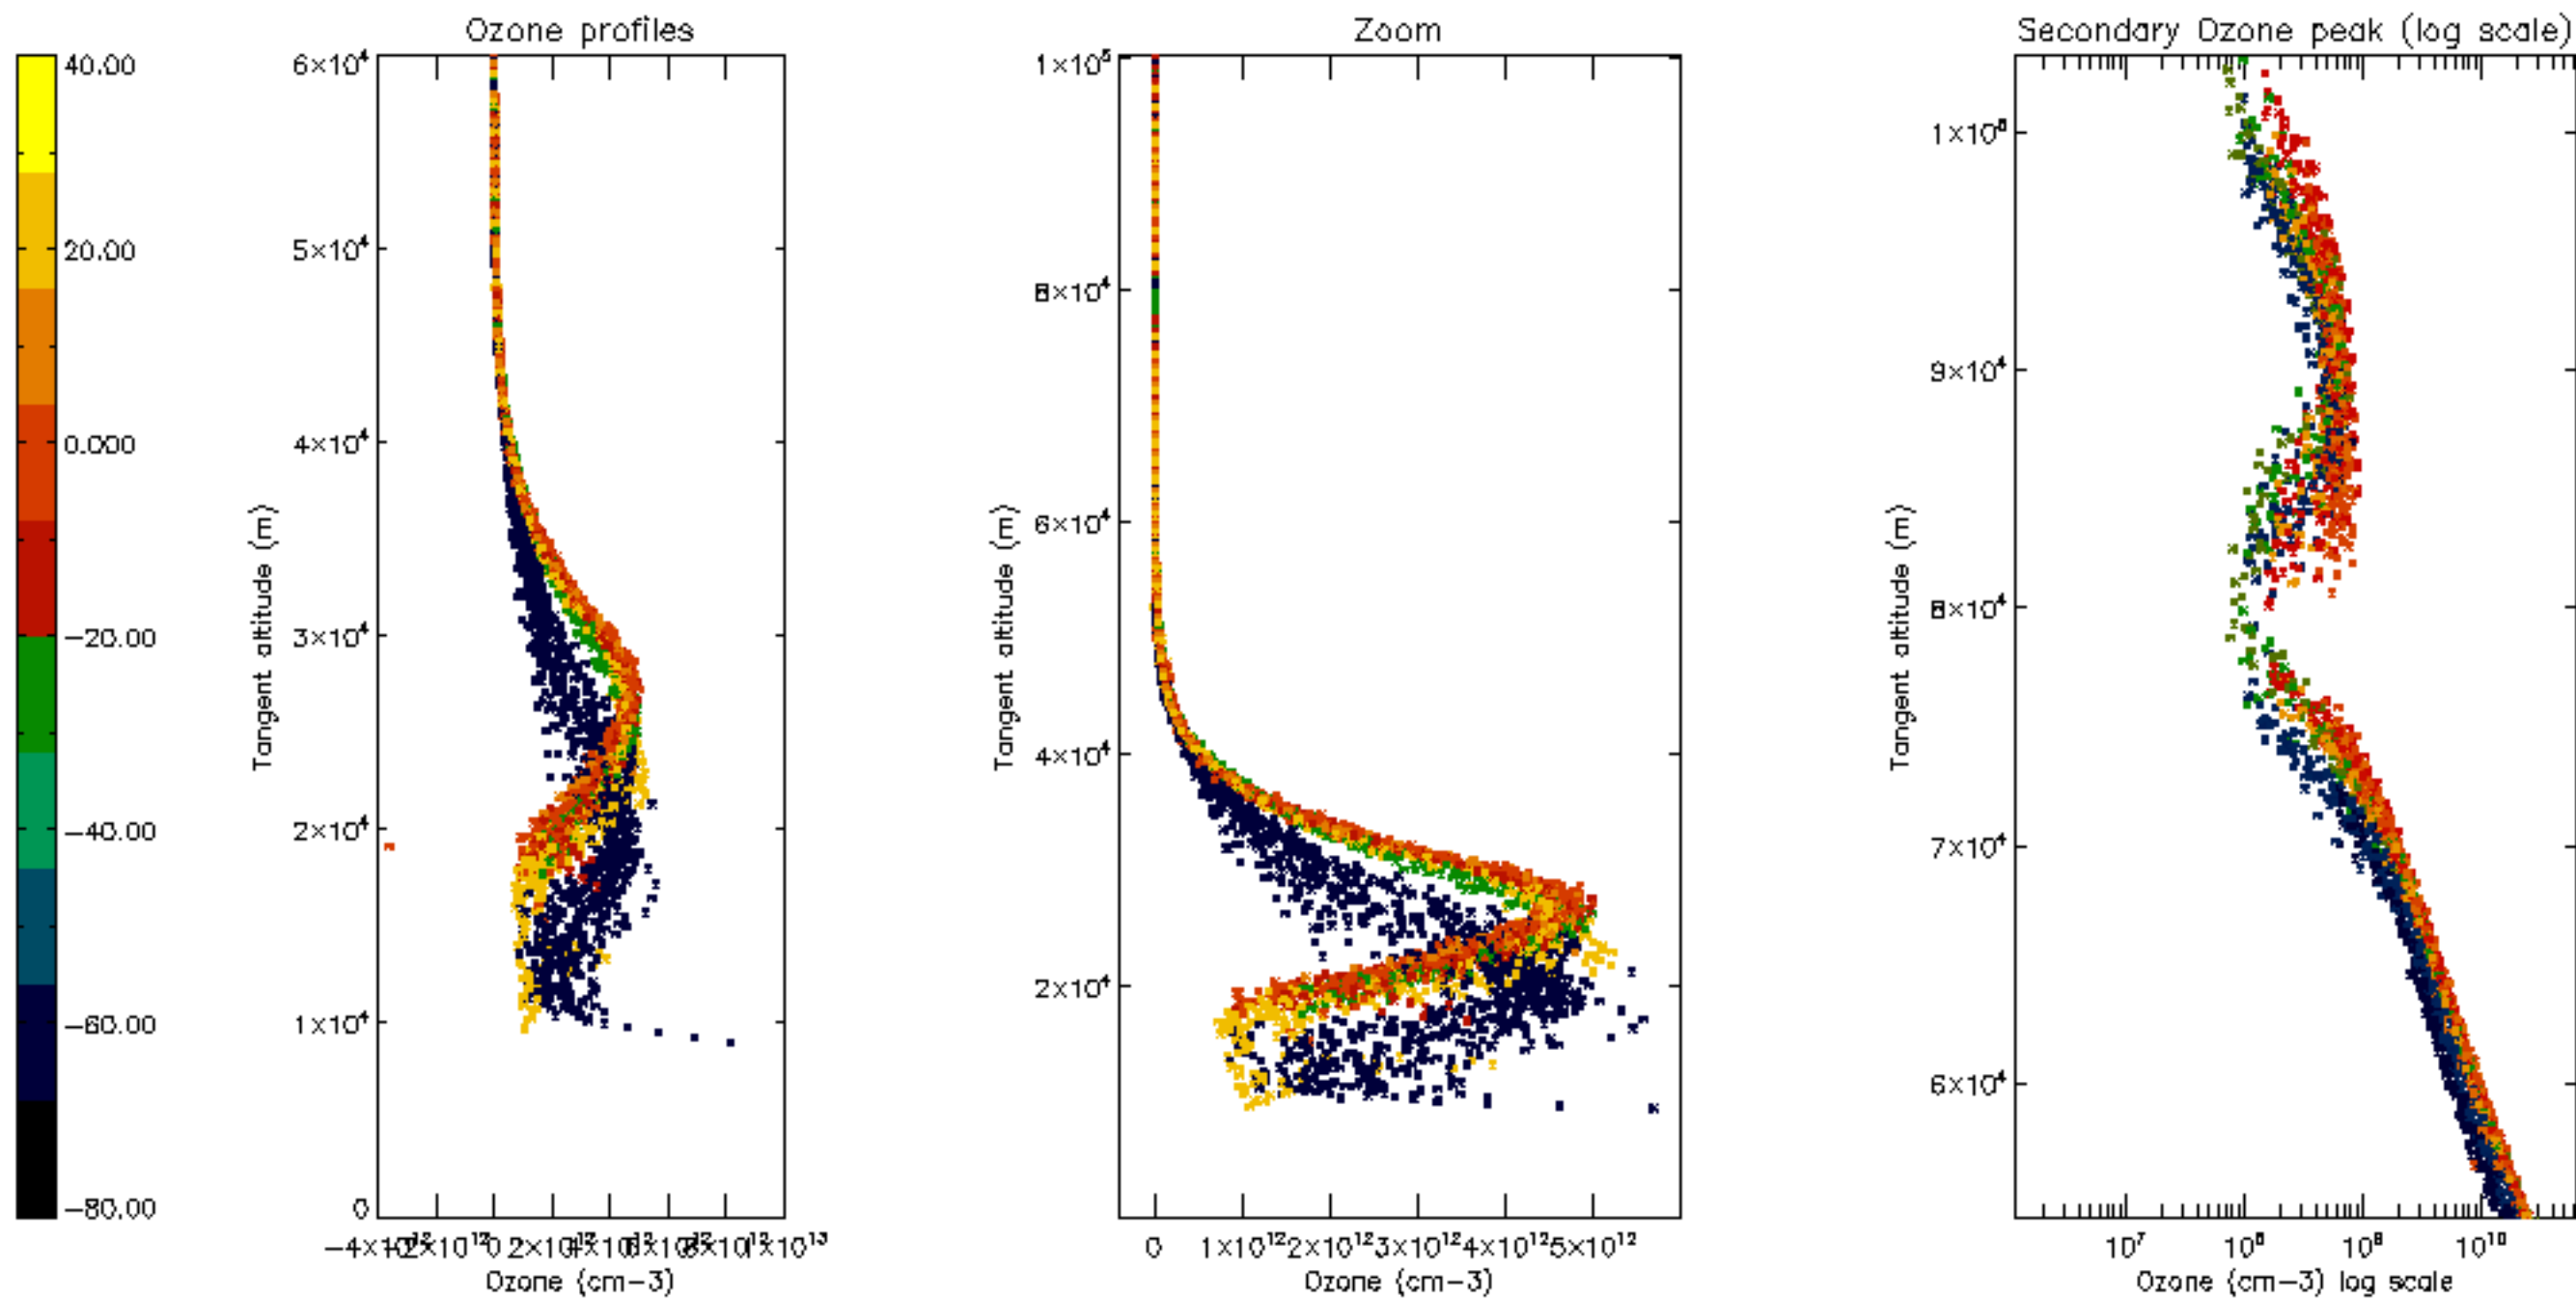 Ozone profiles
Zoom
Secondary Ozone peak (log scale)
40.00
20.00
0.000
−20.00
−40.00
−60.00
−80.00
Tangent altitude (m)
6×10⁴
5×10⁴
4×10⁴
3×10⁴
2×10⁴
1×10⁴
0
0
1×10¹³
Ozone (cm−3)
Tangent altitude (m)
1×10⁵
8×10⁴
6×10⁴
4×10⁴
2×10⁴
0 1×10¹² 2×10¹² 3×10¹² 4×10¹² 5×10¹²
Ozone (cm−3)
Tangent altitude (m)
9×10⁴
8×10⁴
7×10⁴
6×10⁴
10⁷ 10⁸ 10⁹ 10¹⁰
Ozone (cm−3) log scale